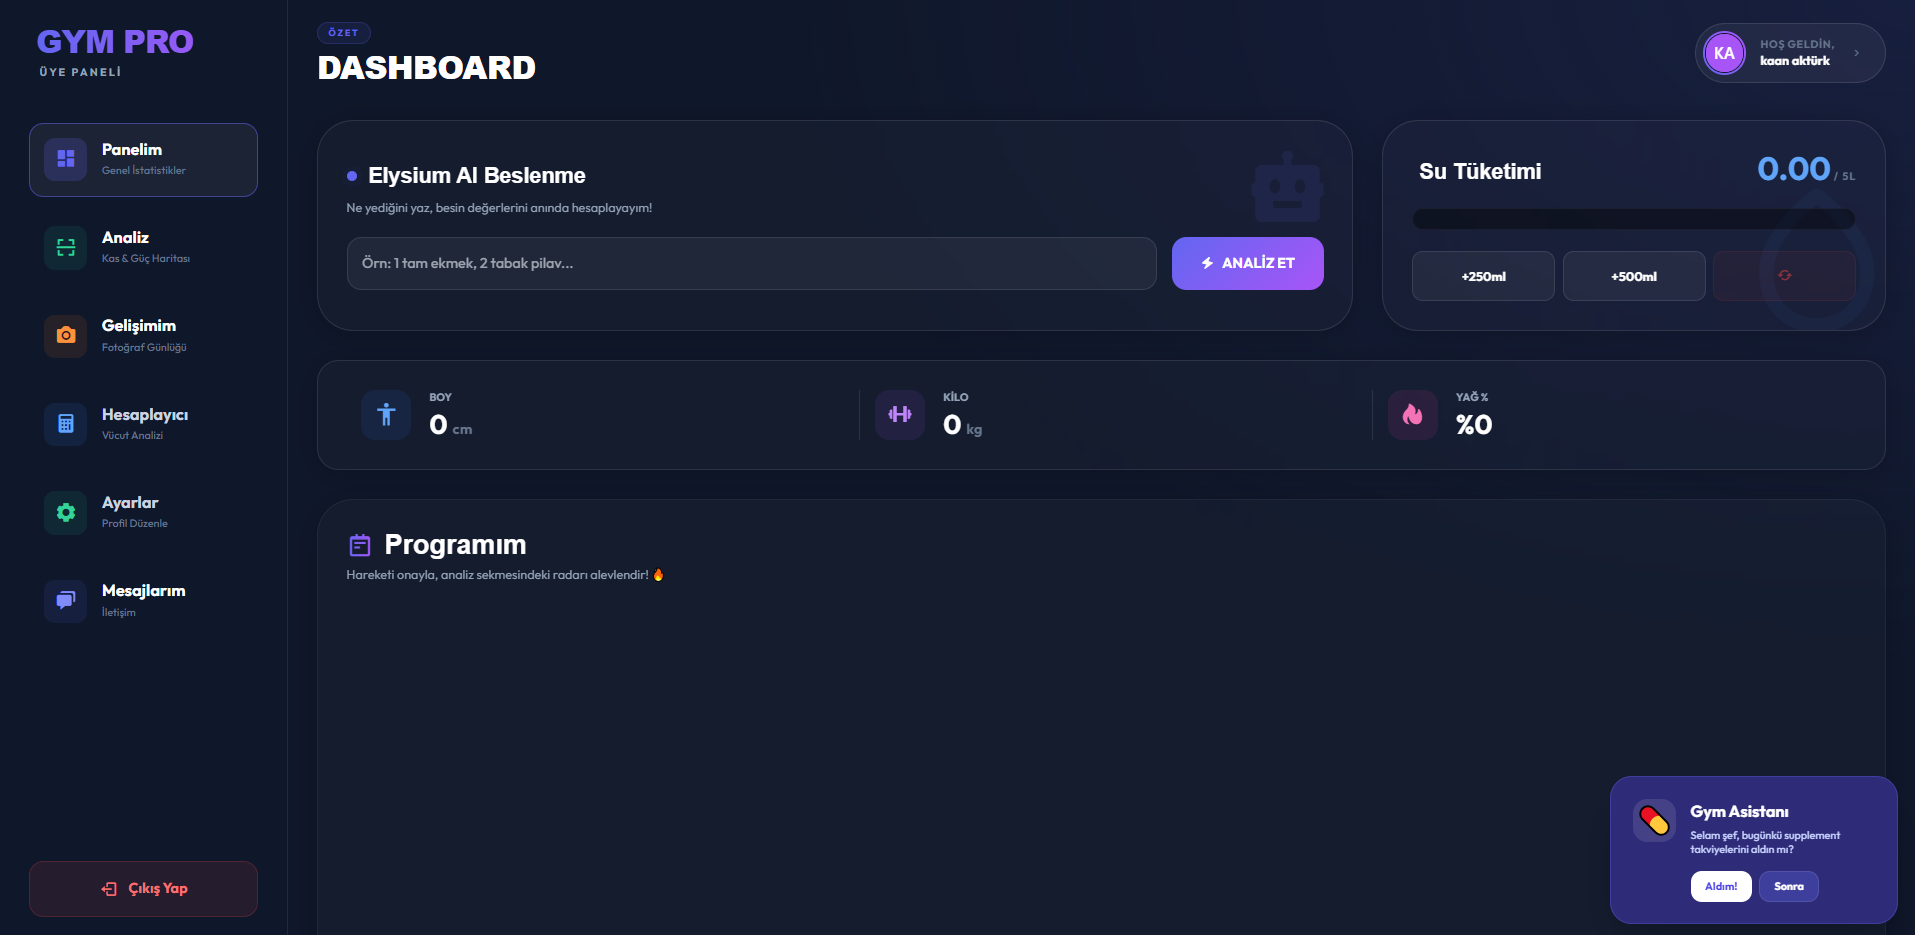 GYM PRO
ÜYE PANELİ
Panelim
Genel İstatistikler
Analiz
Kas & Güç Haritası
Gelişimim
Fotoğraf Günlüğü
Hesaplayıcı
Vücut Analizi
Ayarlar
Profil Düzenle
Mesajlarım
İletişim
Çıkış Yap
ÖZET
DASHBOARD
KA
HOŞ GELDİN,
kaan aktürk
Elysium AI Beslenme
Ne yediğini yaz, besin değerlerini anında hesaplayayım!
Örn: 1 tam ekmek, 2 tabak pilav...
ANALİZ ET
Su Tüketimi
0.00 / 5L
+250ml
+500ml
BOY
0 cm
KİLO
0 kg
YAĞ %
%0
Programım
Hareketi onayla, analiz sekmesindeki radarı alevlendir! 🔥
Gym Asistanı
Selam şef, bugünkü supplement
takviyelerini aldın mı?
Aldım!
Sonra